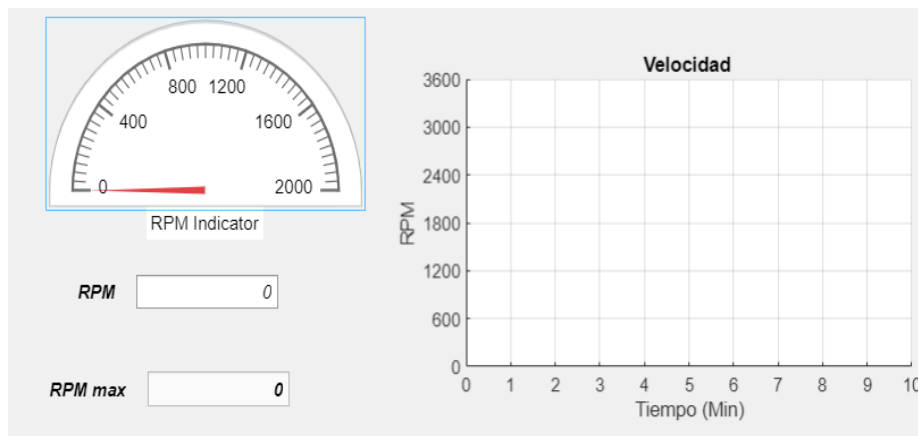 800 1200
400 1600
0 2000
RPM Indicator
RPM 0
RPM max 0
Velocidad
3600
3000
2400
1800
1200
600
0
RPM
0 1 2 3 4 5 6 7 8 9 10
Tiempo (Min)